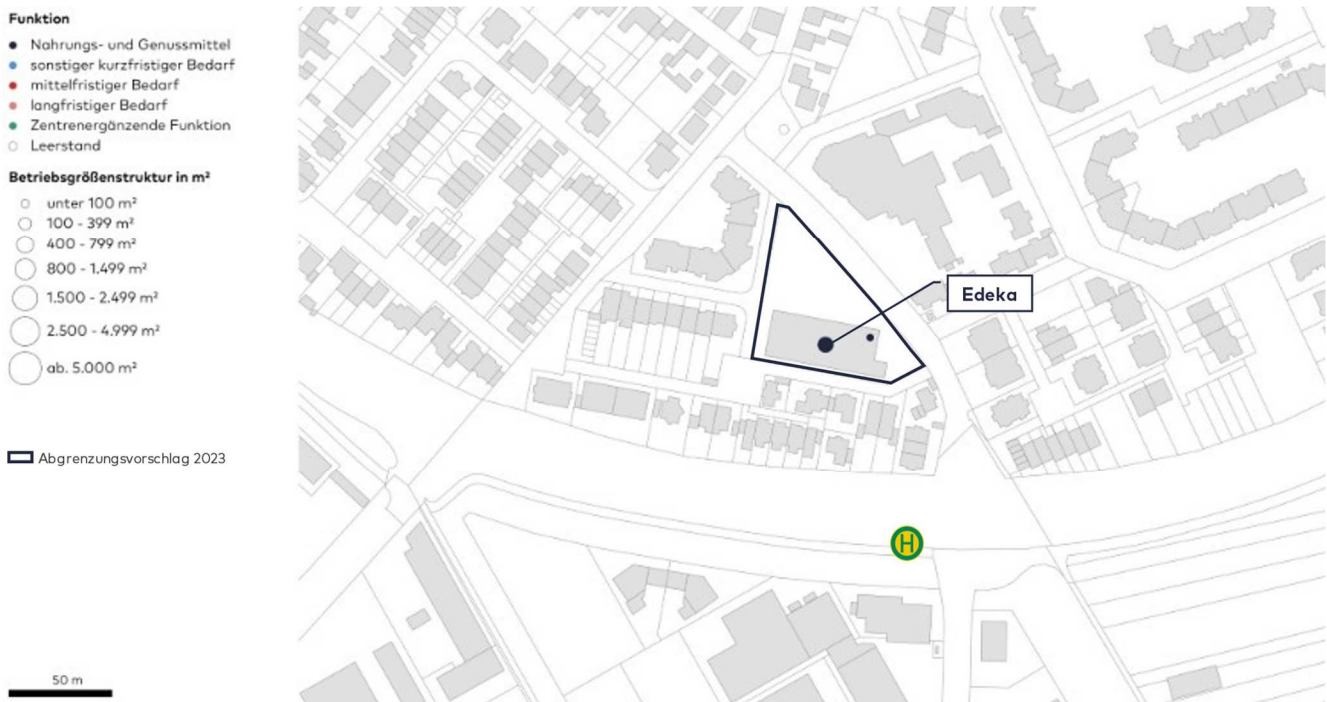 Funktion
Nahrungs- und Genussmittel
sonstiger kurzfristiger Bedarf
mittelfristiger Bedarf
langfristiger Bedarf
Zentrenergänzende Funktion
Leerstand
Betriebsgrößenstruktur in m²
unter 100 m²
100 - 399 m²
400 - 799 m²
800 - 1.499 m²
1.500 - 2.499 m²
2.500 - 4.999 m²
ab. 5.000 m²
Abgrenzungsvorschlag 2023
50 m
Edeka
H